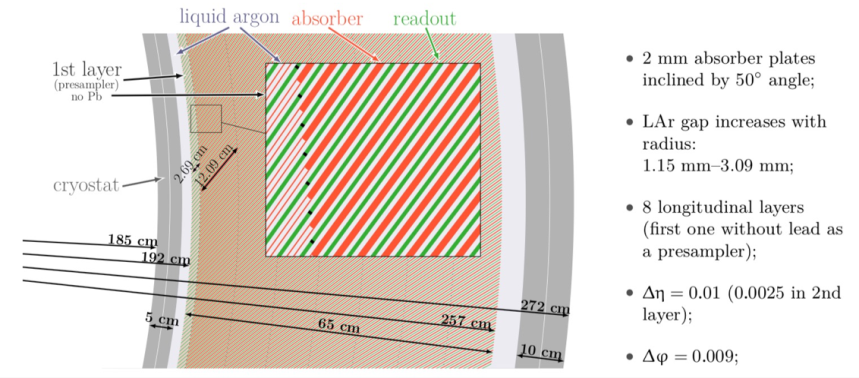 liquid argon
absorber
readout
1st layer
(presampler)
no Pb
2.69 cm
12.09 cm
cryostat
185 cm
192 cm
5 cm
65 cm
257 cm
272 cm
10 cm
• 2 mm absorber plates
inclined by 50° angle;
• LAr gap increases with
radius:
1.15 mm–3.09 mm;
• 8 longitudinal layers
(first one without lead as
a presampler);
• Δη = 0.01 (0.0025 in 2nd
layer);
• Δφ = 0.009;